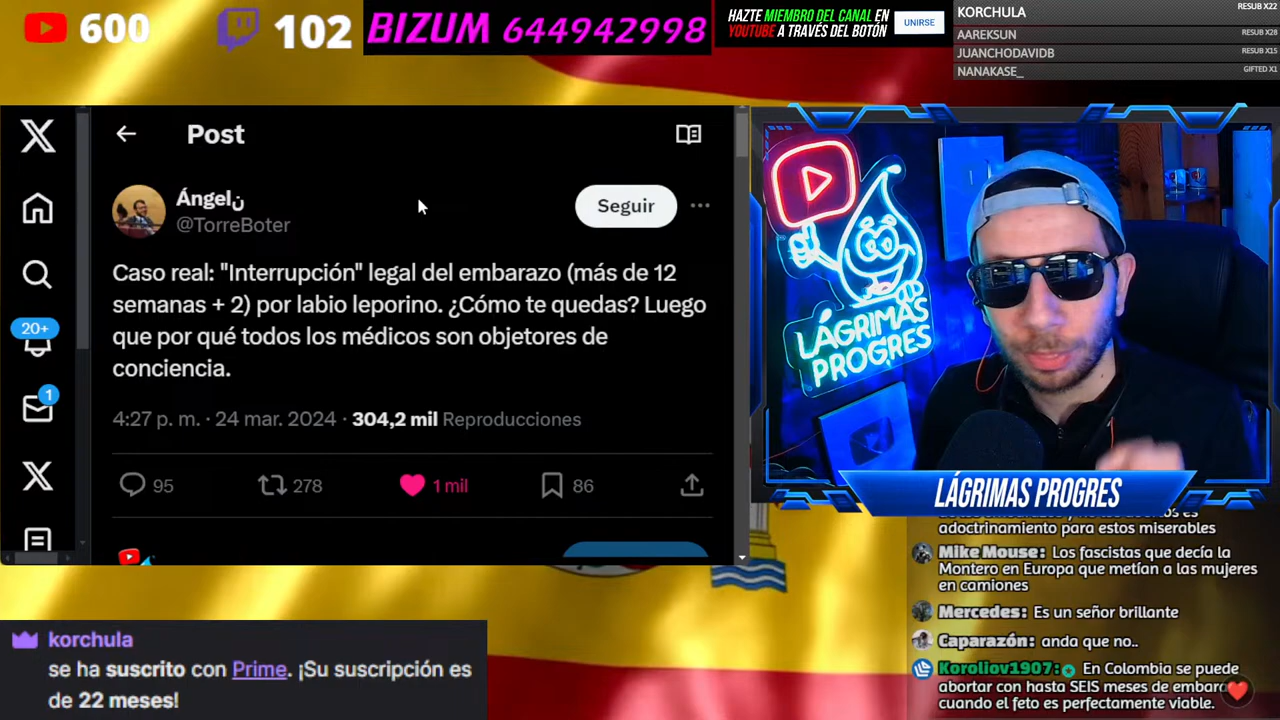 600
102
BIZUM 644942998
HAZTE MIEMBRO DEL CANAL EN
YOUTUBE A TRAVÉS DEL BOTÓN
UNIRSE
KORCHULA RESUB X22
AAREKSUN RESUB X28
JUANCHODAVIDB RESUB X15
NANAKASE_ GIFTED X1
Post
Ángelن
@TorreBoter
Seguir
Caso real: "Interrupción" legal del embarazo (más de 12
semanas + 2) por labio leporino. ¿Cómo te quedas? Luego
que por qué todos los médicos son objetores de
conciencia.
4:27 p. m. · 24 mar. 2024 · 304,2 mil Reproducciones
95 278 1 mil 86
20+
1
LÁGRIMAS
PROGRES
LÁGRIMAS PROGRES
adoctrinamiento para estos miserables
Mike Mouse: Los fascistas que decía la
Montero en Europa que metían a las mujeres
en camiones
Mercedes: Es un señor brillante
Caparazón: anda que no..
Koroliov1907: En Colombia se puede
abortar con hasta SEIS meses de embara
cuando el feto es perfectamente viable.
korchula
se ha suscrito con Prime. ¡Su suscripción es
de 22 meses!